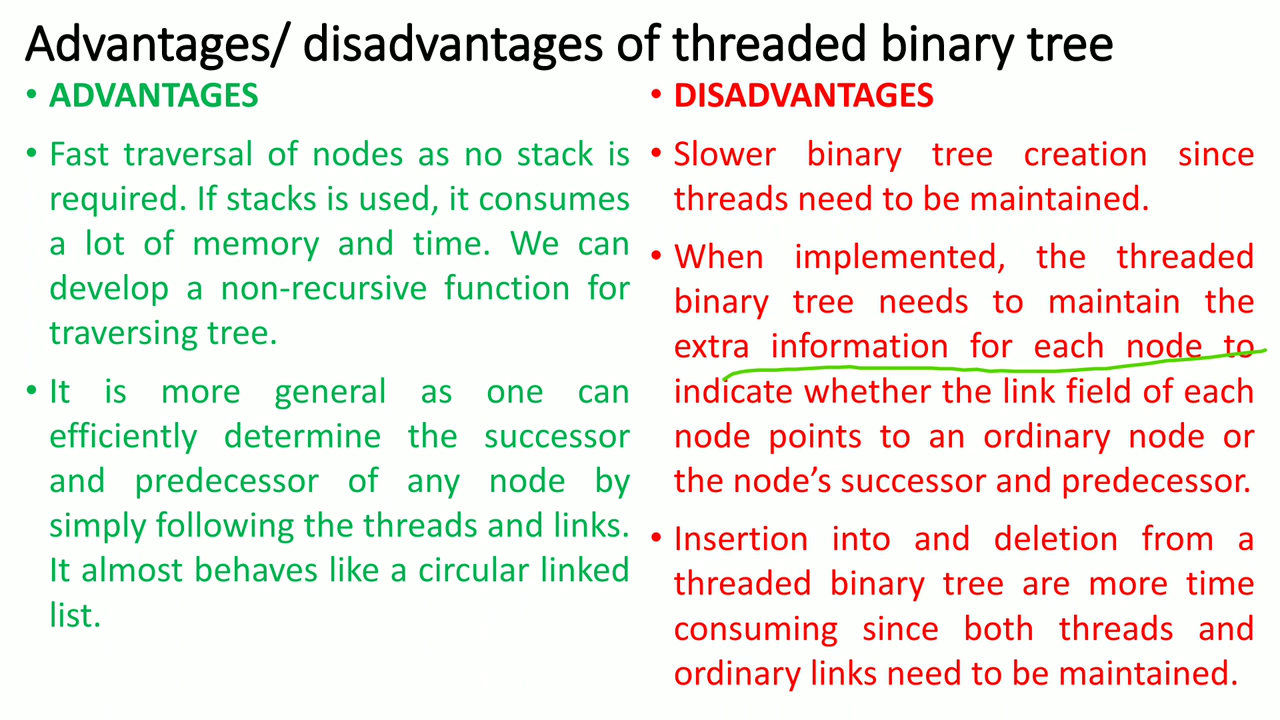 Advantages/ disadvantages of threaded binary tree
• ADVANTAGES
• Fast traversal of nodes as no stack is
required. If stacks is used, it consumes
a lot of memory and time. We can
develop a non-recursive function for
traversing tree.
• It is more general as one can
efficiently determine the successor
and predecessor of any node by
simply following the threads and links.
It almost behaves like a circular linked
list.
• DISADVANTAGES
• Slower binary tree creation since
threads need to be maintained.
• When implemented, the threaded
binary tree needs to maintain the
extra information for each node to
indicate whether the link field of each
node points to an ordinary node or
the node’s successor and predecessor.
• Insertion into and deletion from a
threaded binary tree are more time
consuming since both threads and
ordinary links need to be maintained.